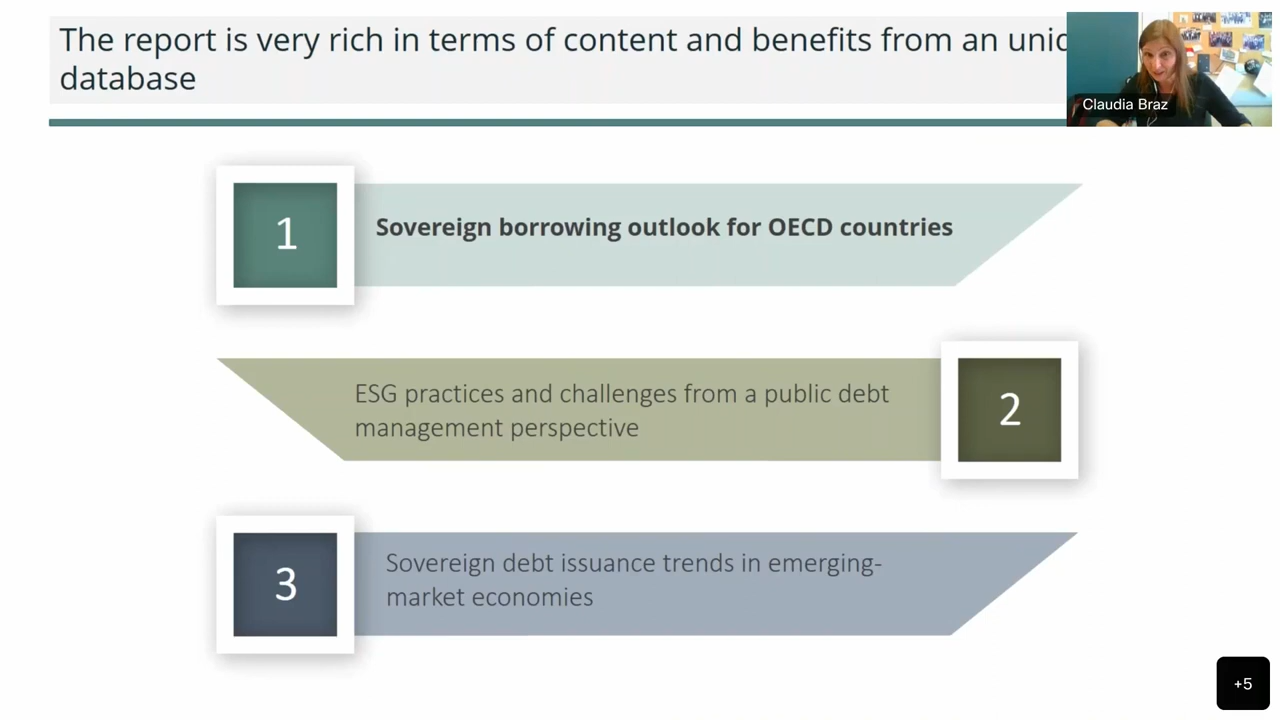 The report is very rich in terms of content and benefits from an
database
Claudia Braz
1
Sovereign borrowing outlook for OECD countries
ESG practices and challenges from a public debt
management perspective
2
3
Sovereign debt issuance trends in emerging-
market economies
+5